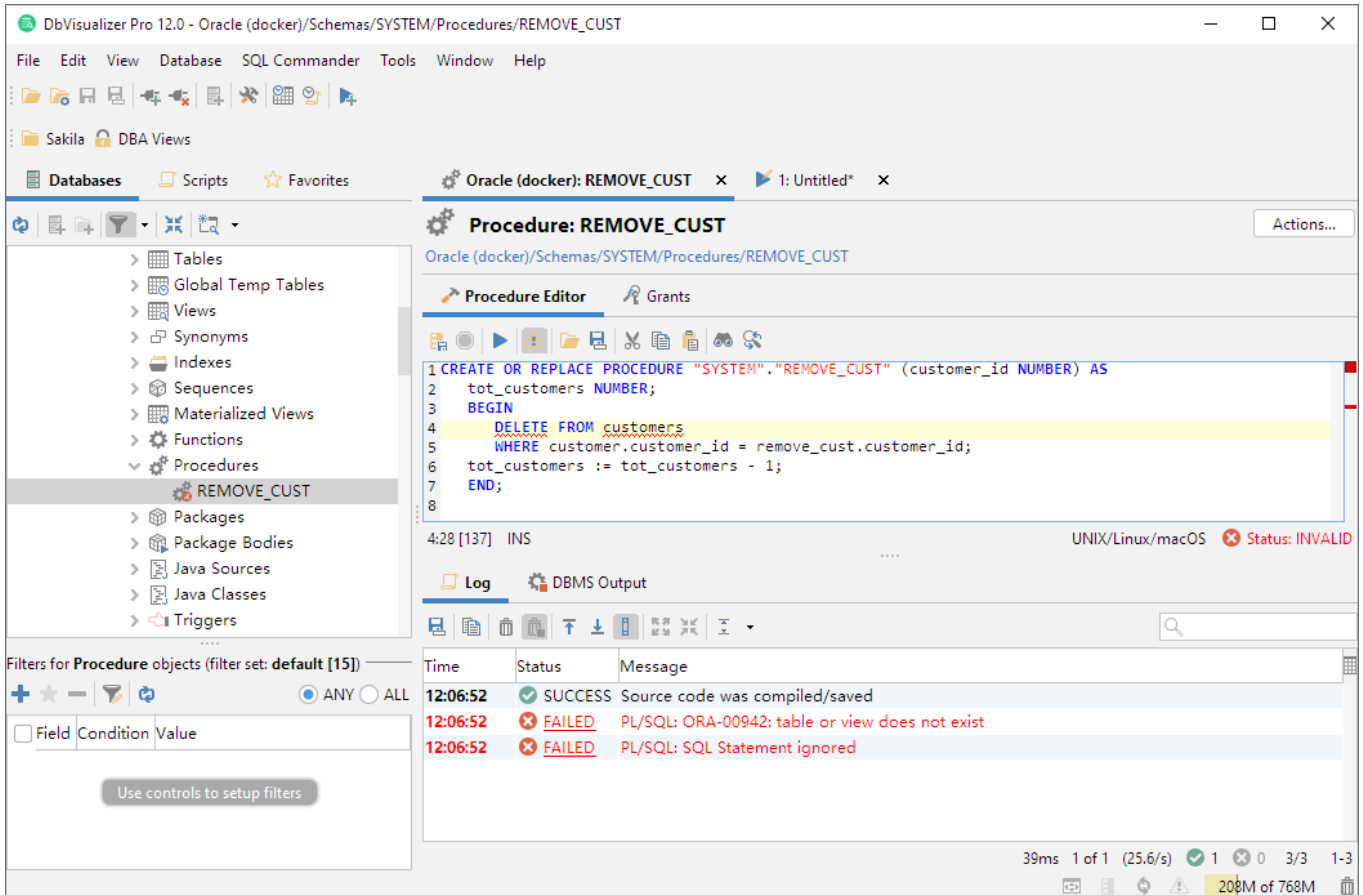 DbVisualizer Pro 12.0 - Oracle (docker)/Schemas/SYSTEM/Procedures/REMOVE_CUST
File Edit View Database SQL Commander Tools Window Help
Sakila DBA Views
Databases Scripts Favorites
Tables
Global Temp Tables
Views
Synonyms
Indexes
Sequences
Materialized Views
Functions
Procedures
REMOVE_CUST
Packages
Package Bodies
Java Sources
Java Classes
Triggers
Filters for Procedure objects (filter set: default [15])
ANY ALL
Field Condition Value
Use controls to setup filters
Oracle (docker): REMOVE_CUST 1: Untitled*
Procedure: REMOVE_CUST
Actions...
Oracle (docker)/Schemas/SYSTEM/Procedures/REMOVE_CUST
Procedure Editor Grants
1 CREATE OR REPLACE PROCEDURE "SYSTEM"."REMOVE_CUST" (customer_id NUMBER) AS
2 tot_customers NUMBER;
3 BEGIN
4 DELETE FROM customers
5 WHERE customer.customer_id = remove_cust.customer_id;
6 tot_customers := tot_customers - 1;
7 END;
8
4:28 [137] INS UNIX/Linux/macOS Status: INVALID
Log DBMS Output
Time Status Message
12:06:52 SUCCESS Source code was compiled/saved
12:06:52 FAILED PL/SQL: ORA-00942: table or view does not exist
12:06:52 FAILED PL/SQL: SQL Statement ignored
39ms 1 of 1 (25.6/s) 1 0 3/3 1-3
208M of 768M